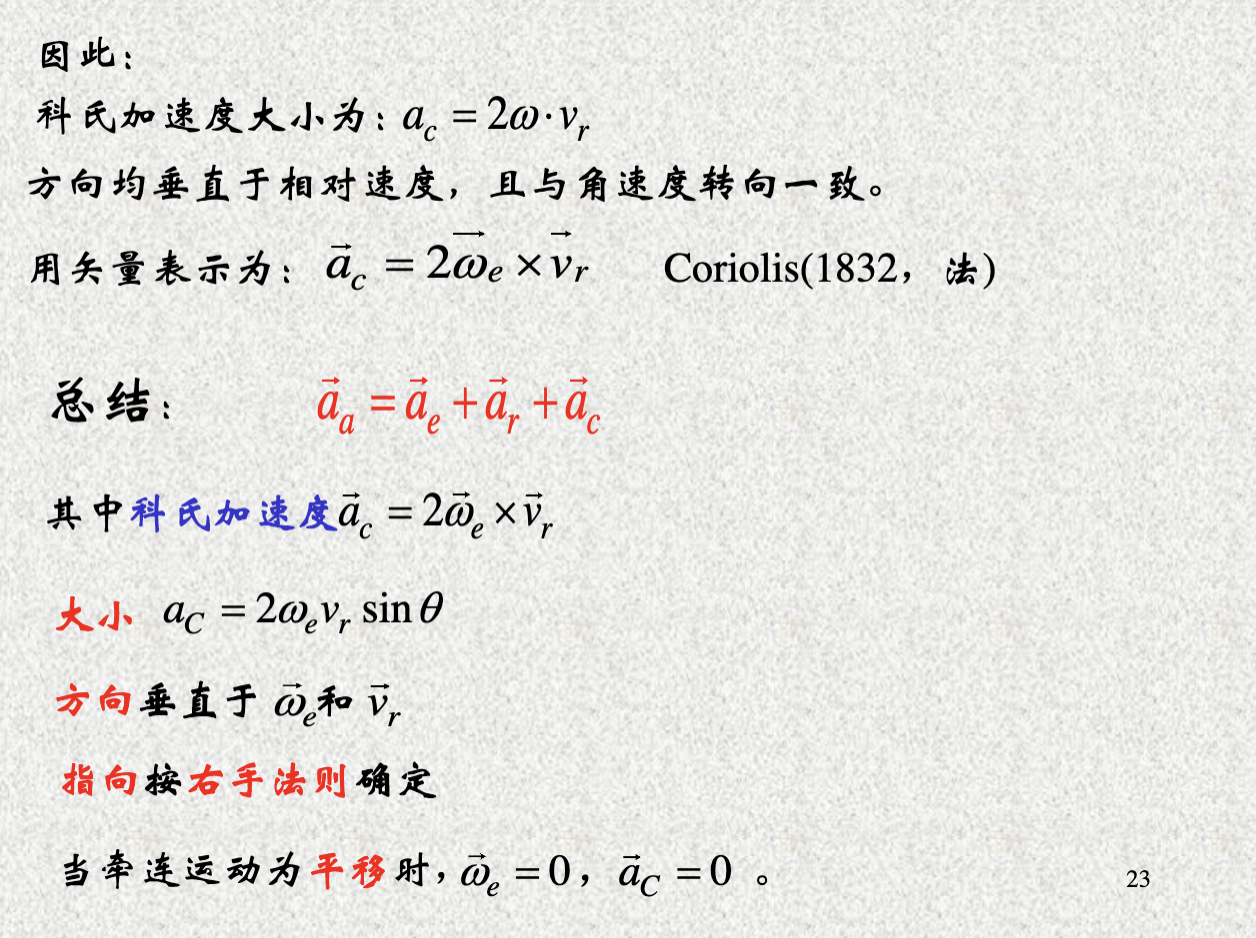 因此：
科氏加速度大小为：$a_c = 2\omega \cdot v_r$
方向均垂直于相对速度，且与角速度转向一致。
用矢量表示为：$\vec{a}_c = 2\vec{\omega}_e \times \vec{v}_r$ Coriolis(1832，法)
总结：$\vec{a}_a = \vec{a}_e + \vec{a}_r + \vec{a}_c$
其中科氏加速度$\vec{a}_c = 2\vec{\omega}_e \times \vec{v}_r$
大小 $a_C = 2\omega_e v_r \sin\theta$
方向垂直于 $\vec{\omega}_e$和 $\vec{v}_r$
指向按右手法则确定
当牵连运动为平移时，$\vec{\omega}_e = 0$，$\vec{a}_C = 0$ 。
23